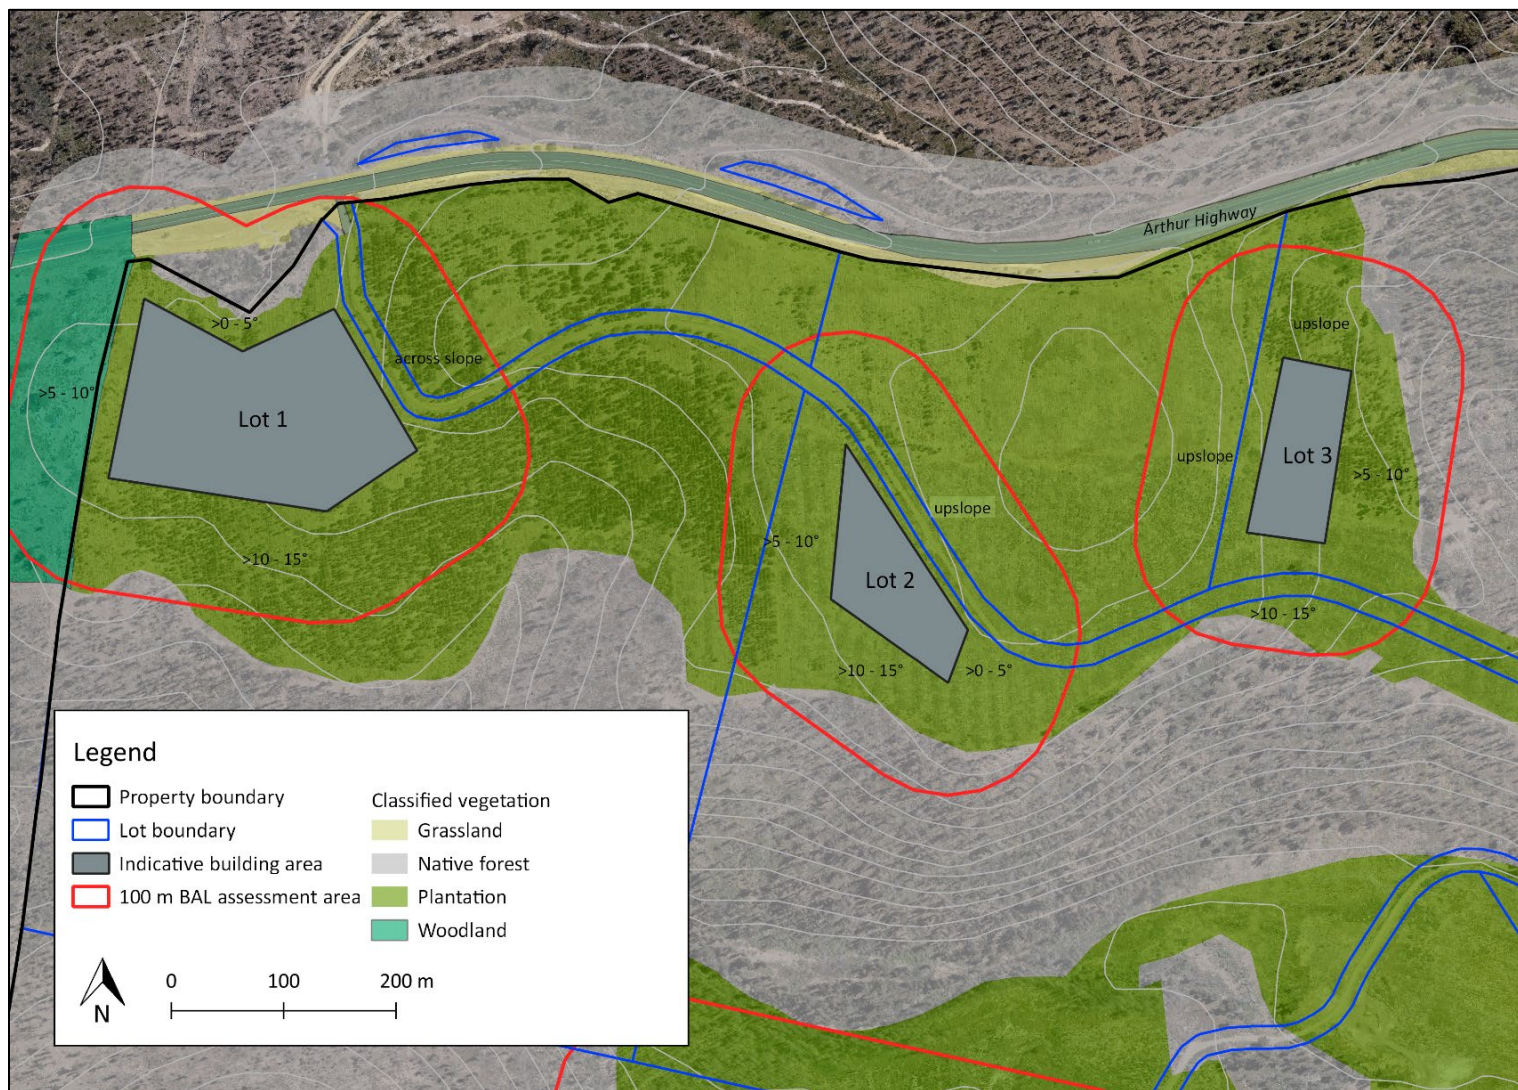 Arthur Highway
>0 - 5°
upslope
across slope
>5 - 10°
Lot 1
upslope
Lot 3
>5 - 10°
upslope
>5 - 10°
>10 - 15°
Lot 2
>10 - 15°
>10 - 15°
>0 - 5°
Legend
Property boundary
Lot boundary
Indicative building area
100 m BAL assessment area
Classified vegetation
Grassland
Native forest
Plantation
Woodland
N
0 100 200 m